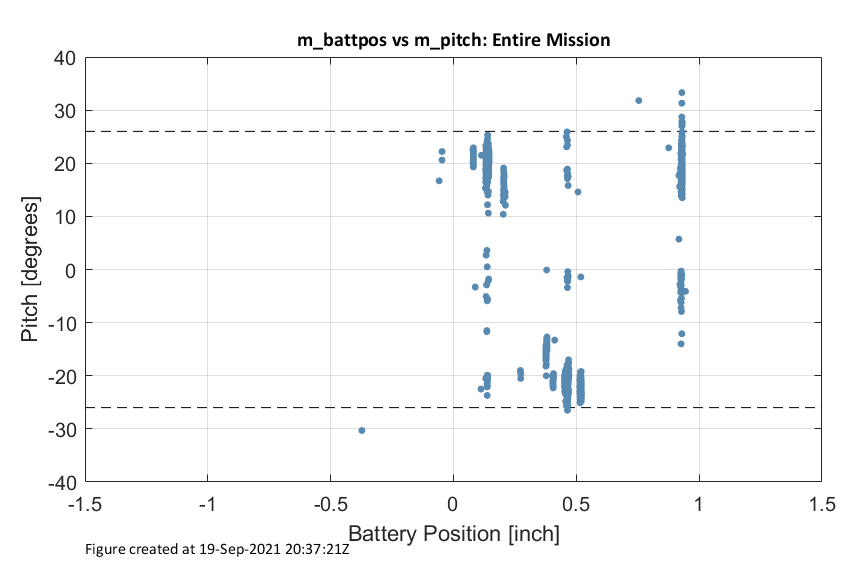 m_battpos vs m_pitch: Entire Mission
40
30
20
10
0
-10
-20
-30
-40
Pitch [degrees]
-1.5 -1 -0.5 0 0.5 1 1.5
Battery Position [inch]
Figure created at 19-Sep-2021 20:37:21Z